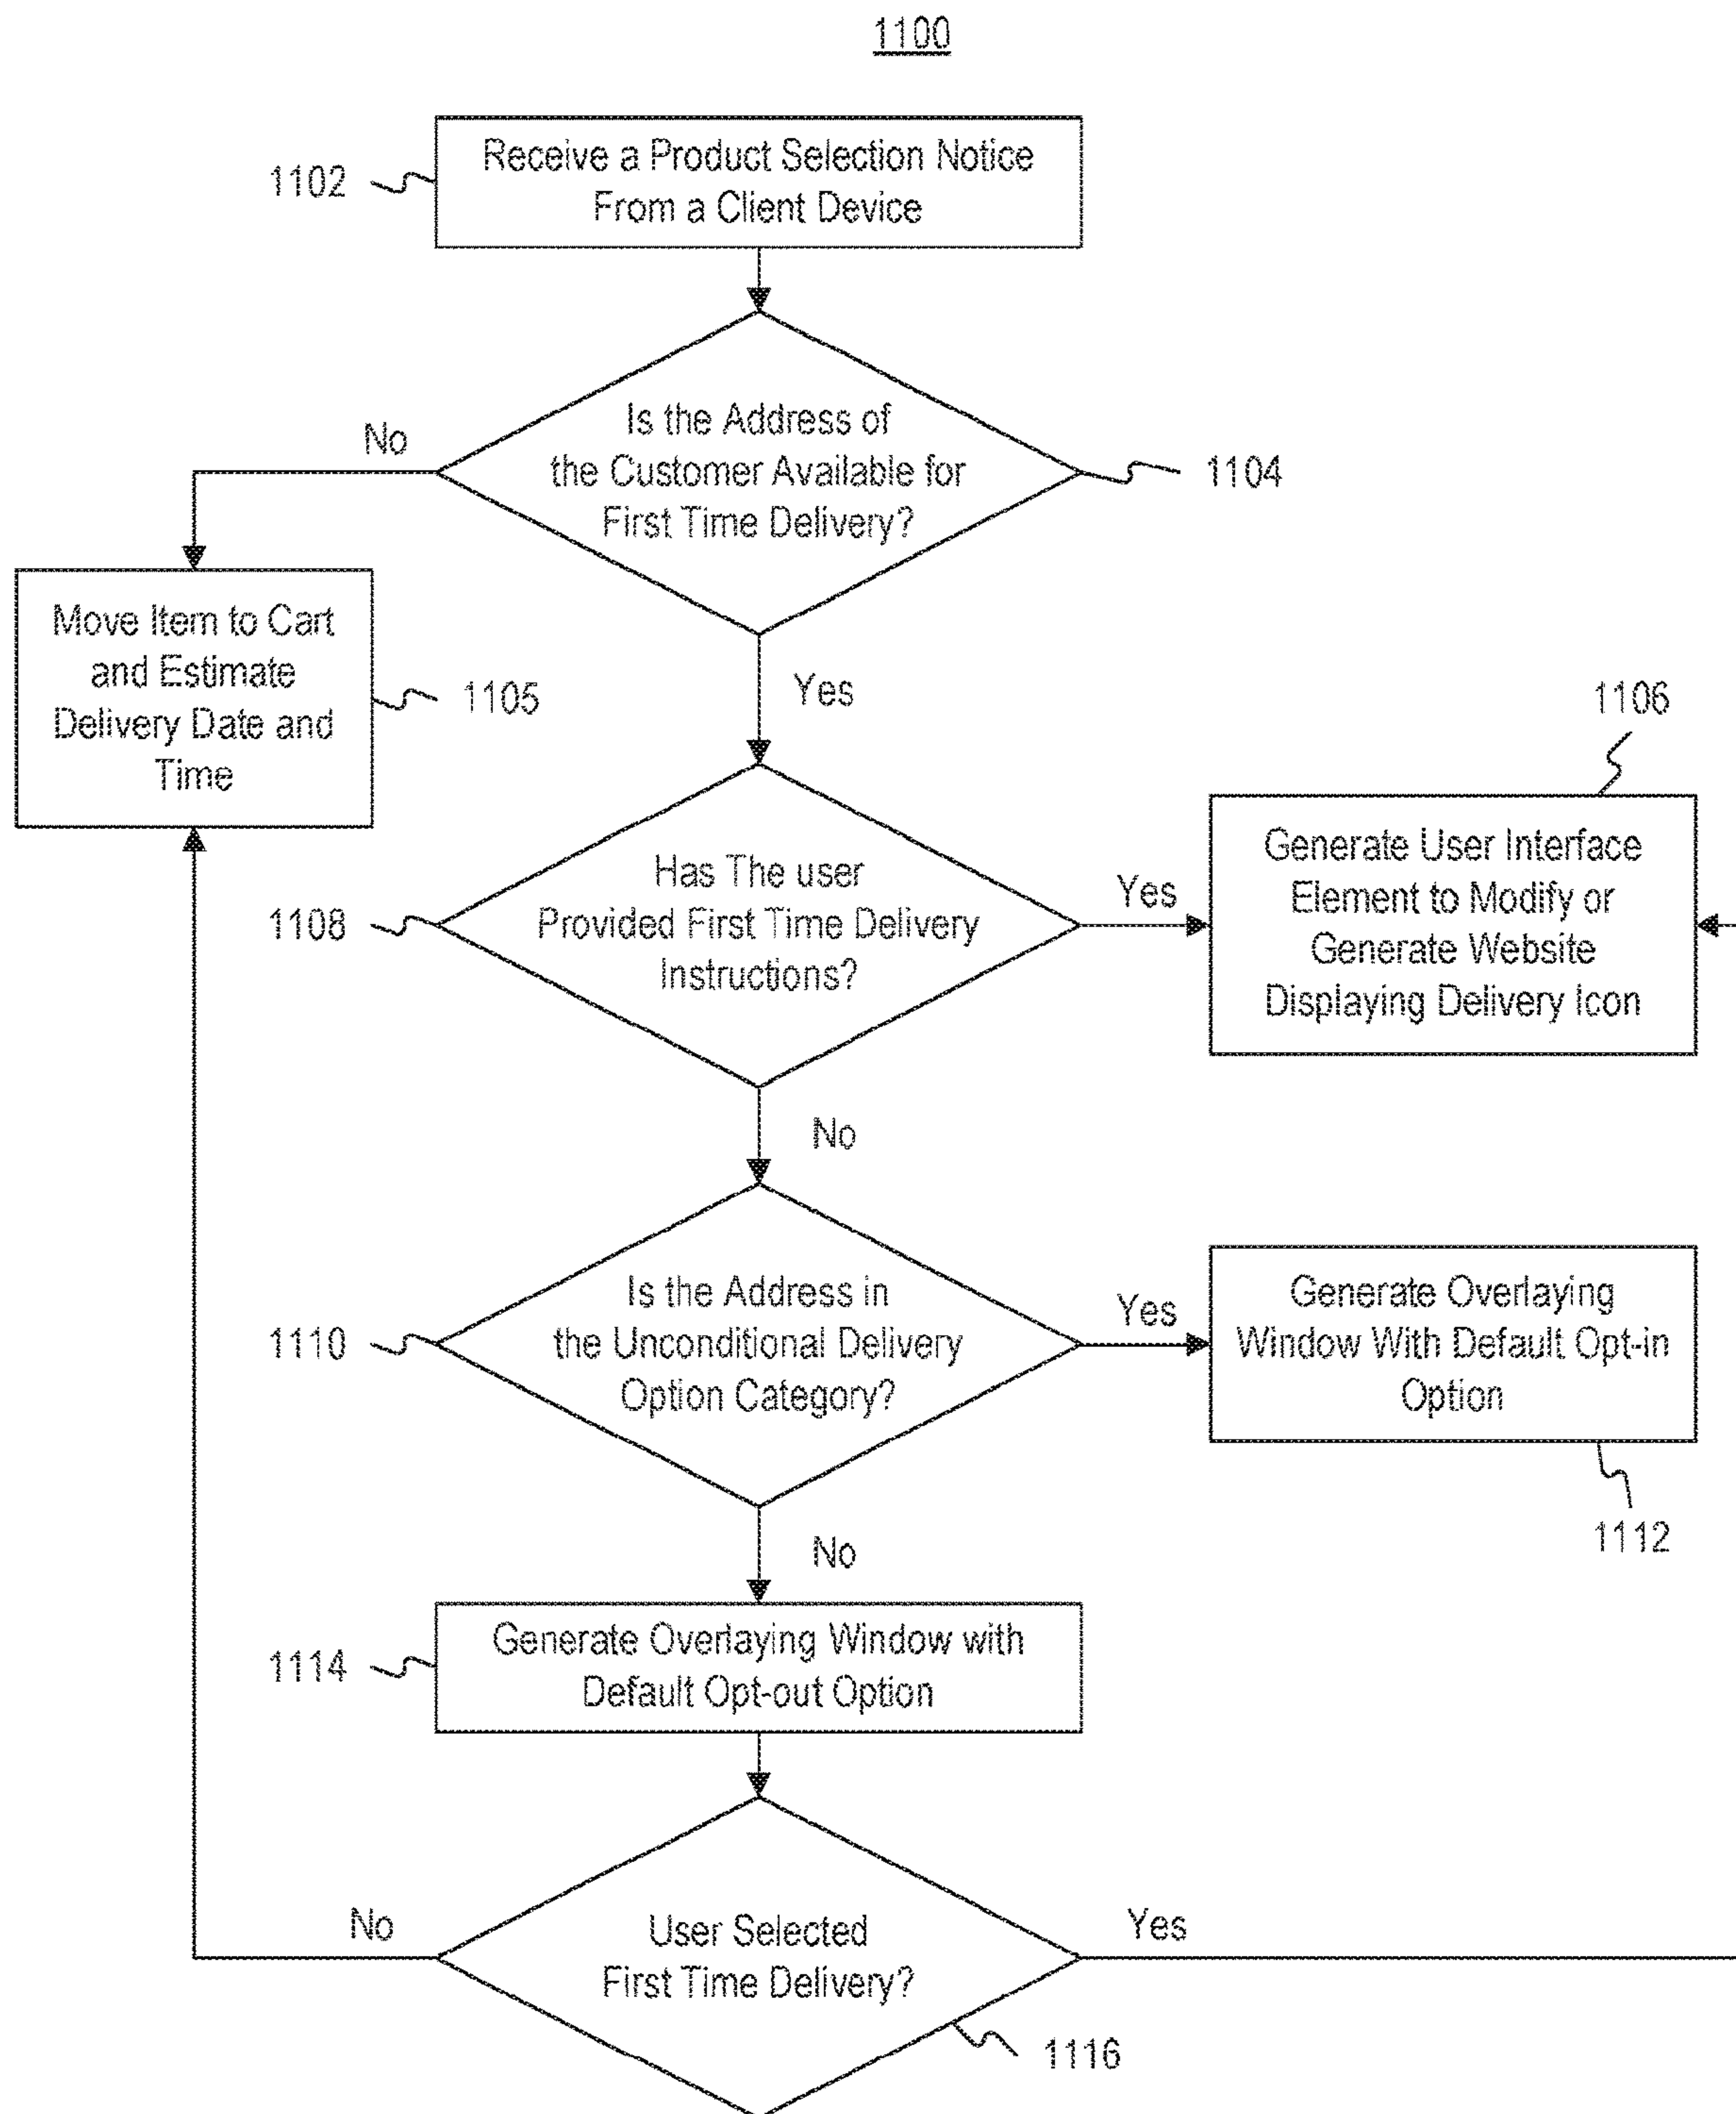 1100
Receive a Product Selection Notice
From a Client Device
1102
Is the Address of
the Customer Available for
First Time Delivery?
1104
No
Yes
Move Item to Cart
and Estimate
Delivery Date and
Time
1105
1106
Generate User Interface
Element to Modify or
Generate Website
Displaying Delivery Icon
Has The user
Provided First Time Delivery
Instructions?
1108
Yes
No
Is the Address in
the Unconditional Delivery
Option Category?
1110
Yes
Generate Overlaying
Window With Default Opt-in
Option
1112
No
Generate Overlaying Window with
Default Opt-out Option
1114
No
User Selected
First Time Delivery?
Yes
1116